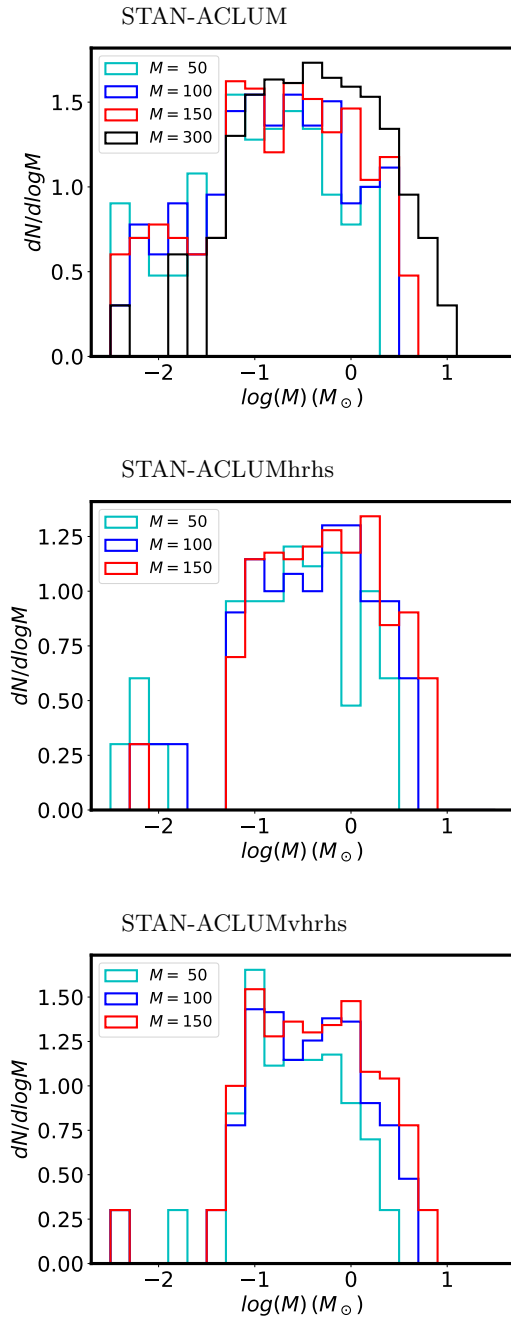 STAN-ACLUM
M = 50
M = 100
M = 150
M = 300
dN/dlogM
1.5
1.0
0.5
0.0
−2 −1 0 1
log(M) (M⊙)
STAN-ACLUMhrhs
M = 50
M = 100
M = 150
dN/dlogM
1.25
1.00
0.75
0.50
0.25
0.00
−2 −1 0 1
log(M) (M⊙)
STAN-ACLUMvhrhs
M = 50
M = 100
M = 150
dN/dlogM
1.50
1.25
1.00
0.75
0.50
0.25
0.00
−2 −1 0 1
log(M) (M⊙)